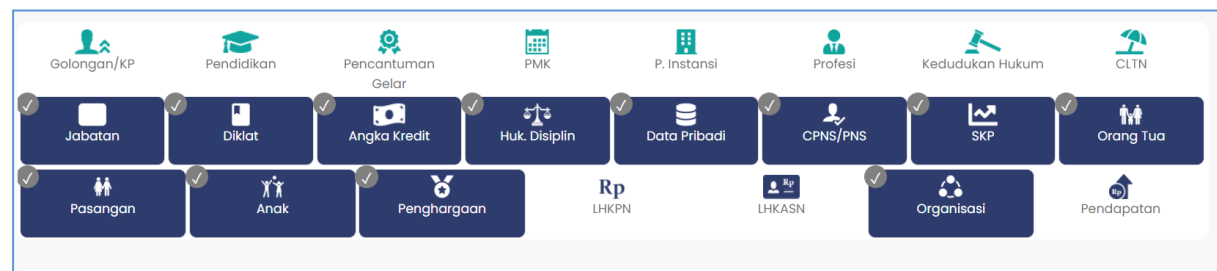 Golongan/KP Pendidikan Pencantuman Gelar PMK P. Instansi Profesi Kedudukan Hukum CLTN
Jabatan Diklat Angka Kredit Huk. Disiplin Data Pribadi CPNS/PNS SKP Orang Tua
Rp Rp Rp
Pasangan Anak Penghargaan LHKPN LHKASN Organisasi Pendapatan